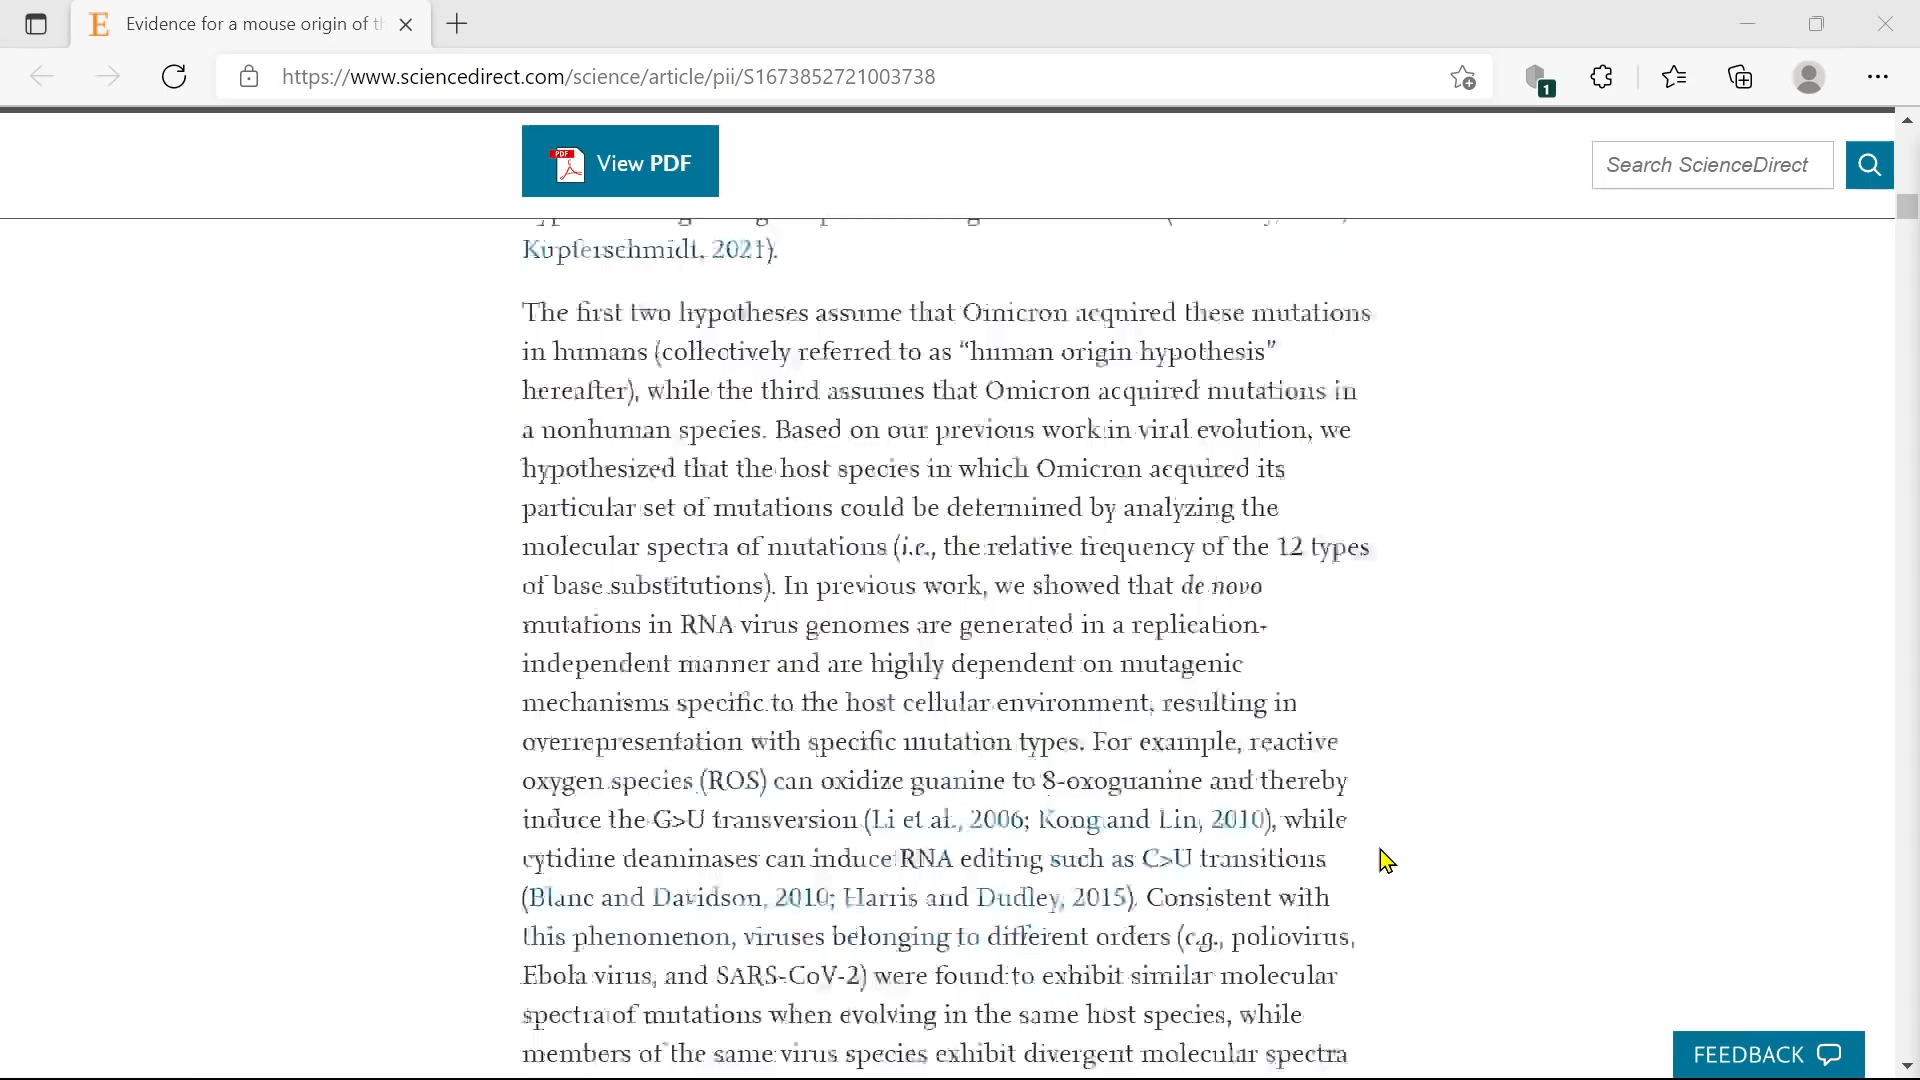 Evidence for a mouse origin of th
https://www.sciencedirect.com/science/article/pii/S1673852721003738
1
View PDF
Search ScienceDirect
Kupferschmidt, 2021).
The first two hypotheses assume that Omicron acquired these mutations
in humans (collectively referred to as “human origin hypothesis”
hereafter), while the third assumes that Omicron acquired mutations in
a nonhuman species. Based on our previous work in viral evolution, we
hypothesized that the host species in which Omicron acquired its
particular set of mutations could be determined by analyzing the
molecular spectra of mutations (i.e., the relative frequency of the 12 types
of base substitutions). In previous work, we showed that de novo
mutations in RNA virus genomes are generated in a replication-
independent manner and are highly dependent on mutagenic
mechanisms specific to the host cellular environment, resulting in
overrepresentation with specific mutation types. For example, reactive
oxygen species (ROS) can oxidize guanine to 8-oxoguanine and thereby
induce the G>U transversion (Li et al., 2006; Kong and Lin, 2010), while
cytidine deaminases can induce RNA editing such as C>U transitions
(Blanc and Davidson, 2010; Harris and Dudley, 2015). Consistent with
this phenomenon, viruses belonging to different orders (e.g., poliovirus,
Ebola virus, and SARS-CoV-2) were found to exhibit similar molecular
spectra of mutations when evolving in the same host species, while
members of the same virus species exhibit divergent molecular spectra
FEEDBACK